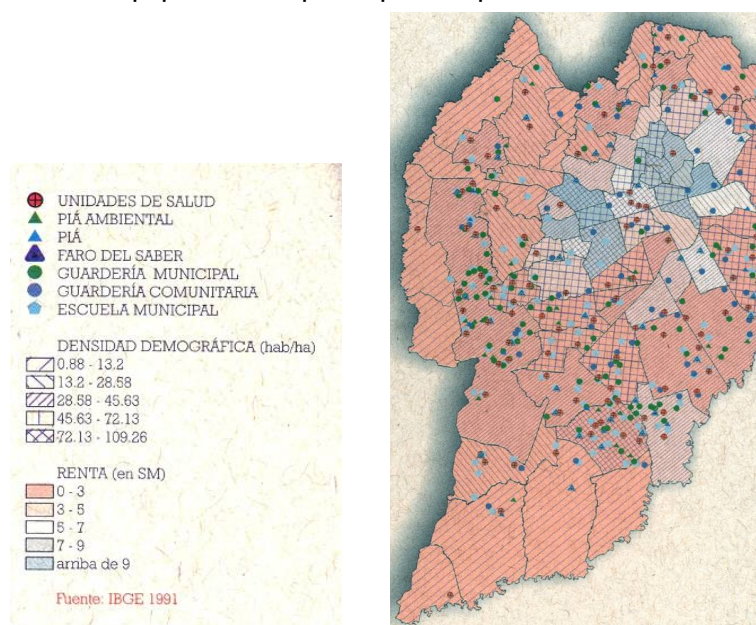 UNIDADES DE SALUD
PIÁ AMBIENTAL
PIÁ
FARO DEL SABER
GUARDERÍA MUNICIPAL
GUARDERÍA COMUNITARIA
ESCUELA MUNICIPAL
DENSIDAD DEMOGRÁFICA (hab/ha)
0.88 - 13.2
13.2 - 28.58
28.58 - 45.63
45.63 - 72.13
72.13 - 109.26
RENTA (en SM)
0 - 3
3 - 5
5 - 7
7 - 9
arriba de 9
Fuente: IBGE 1991